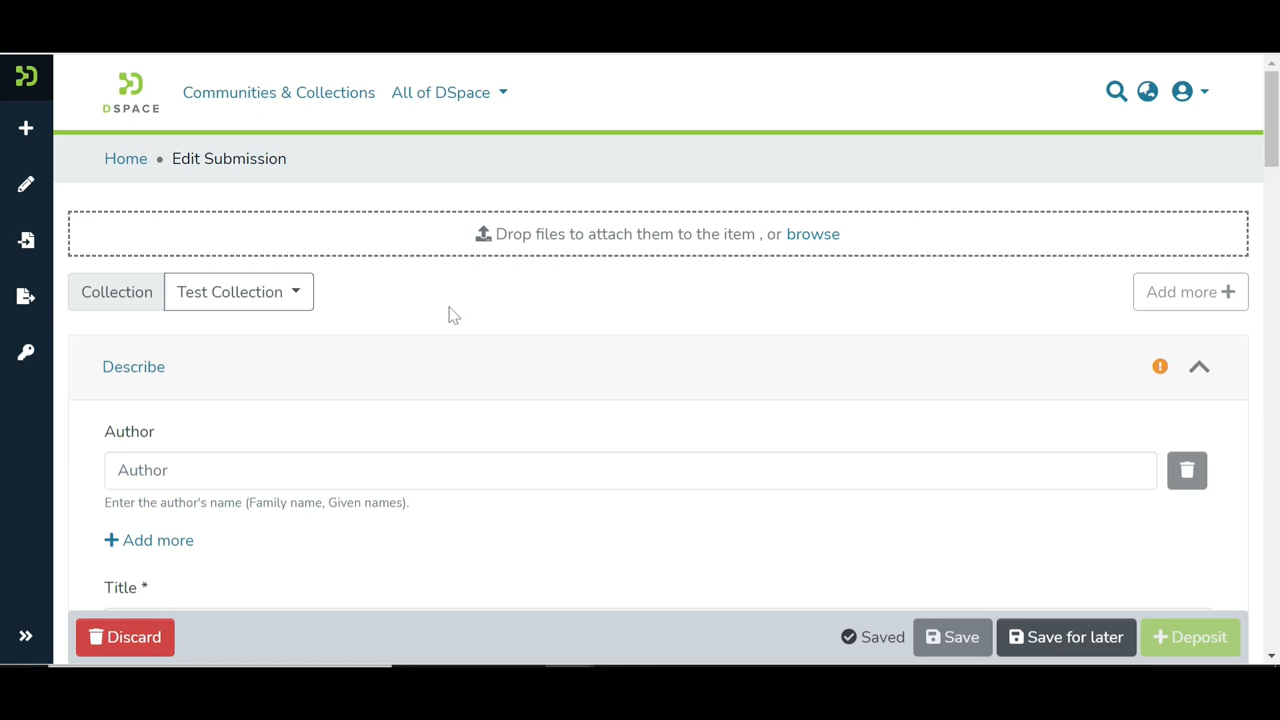 DSPACE
Communities & Collections All of DSpace
Home • Edit Submission
Drop files to attach them to the item , or browse
Collection Test Collection
Add more
Describe
Author
Author
Enter the author's name (Family name, Given names).
Add more
Title *
Discard
Saved Save Save for later Deposit